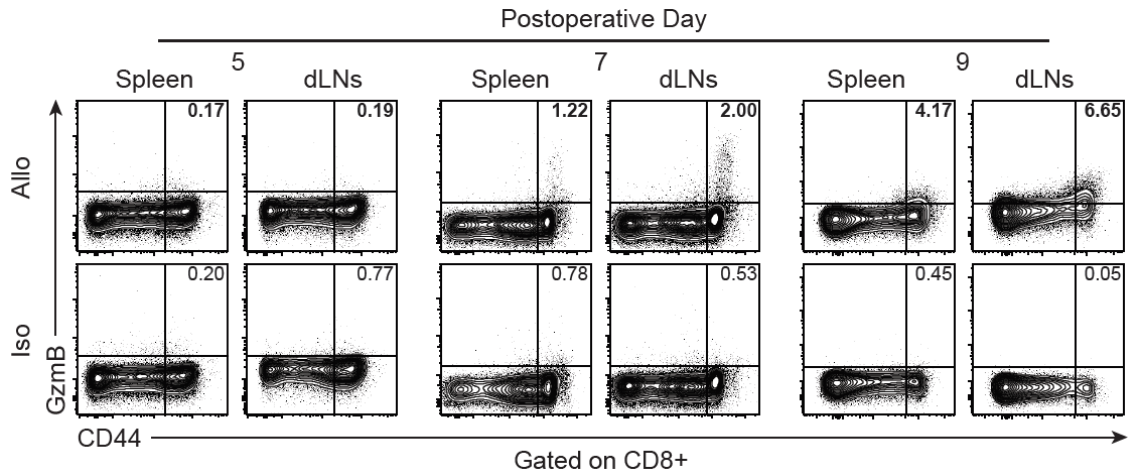 Postoperative Day
5 7 9
Spleen dLNs Spleen dLNs Spleen dLNs
Allo
0.17 0.19 1.22 2.00 4.17 6.65
Iso
0.20 0.77 0.78 0.53 0.45 0.05
GzmB
CD44
Gated on CD8+